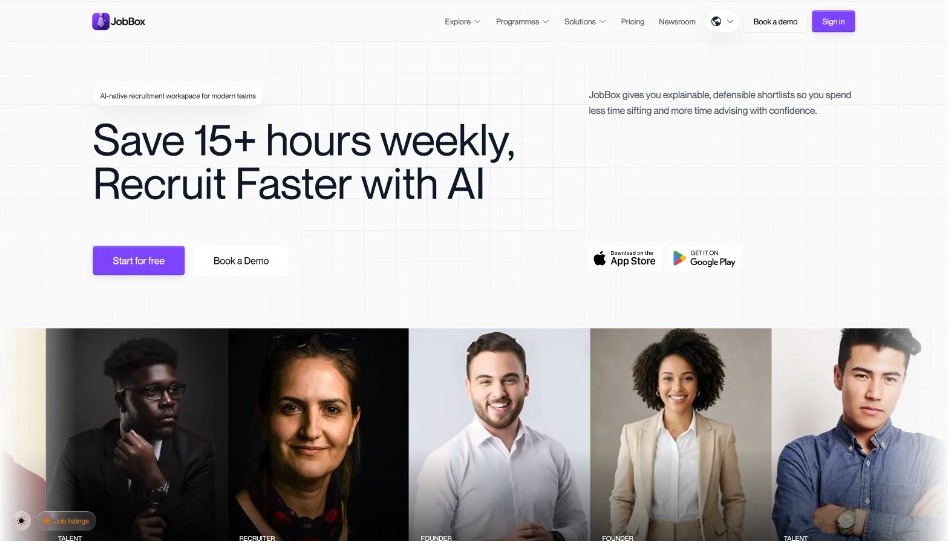 JobBox
Explore
Programmes
Solutions
Pricing
Newsroom
Book a demo
Sign in
AI-native recruitment workspace for modern teams
Save 15+ hours weekly,
Recruit Faster with AI
JobBox gives you explainable, defensible shortlists so you spend
less time sifting and more time advising with confidence.
Start for free
Book a Demo
Download on the
App Store
GET IT ON
Google Play
Job listings
TALENT
RECRUITER
FOUNDER
FOUNDER
TALENT